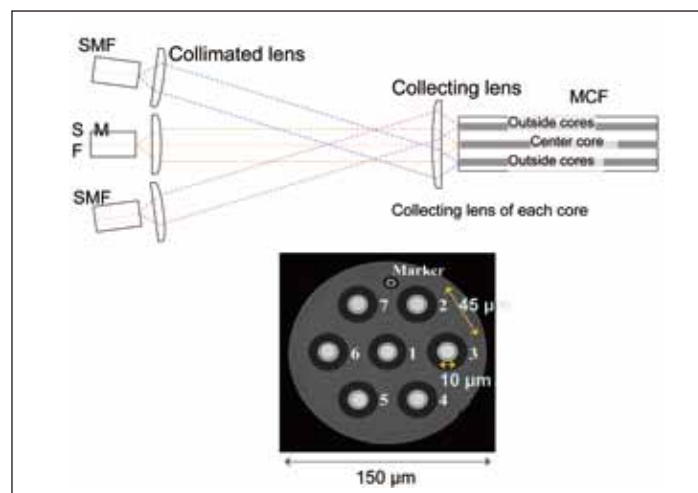 SMF
Collimated lens
Collecting lens
MCF
S M
F
Outside cores
Center core
Outside cores
SMF
Collecting lens of each core
Marker
7 2 45 µm
6 1 3
10 µm
5 4
150 µm